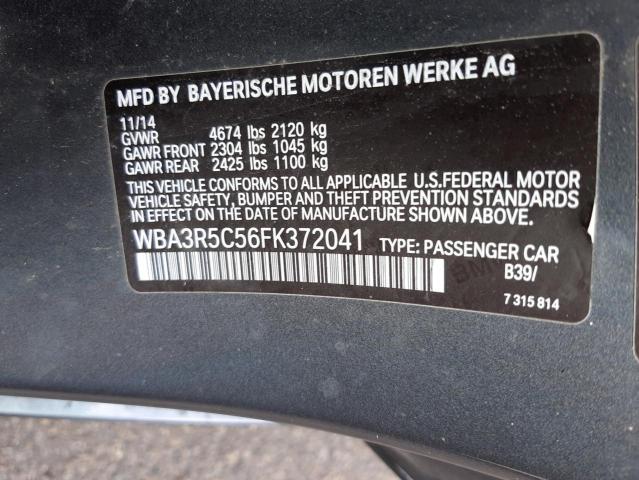 MFD BY BAYERISCHE MOTOREN WERKE AG
11/14
GVWR 4674 lbs 2120 kg
GAWR FRONT 2304 lbs 1045 kg
GAWR REAR 2425 lbs 1100 kg
THIS VEHICLE CONFORMS TO ALL APPLICABLE U.S.FEDERAL MOTOR
VEHICLE SAFETY, BUMPER AND THEFT PREVENTION STANDARDS
IN EFFECT ON THE DATE OF MANUFACTURE SHOWN ABOVE.
WBA3R5C56FK372041 TYPE: PASSENGER CAR
B39/
7 315 814